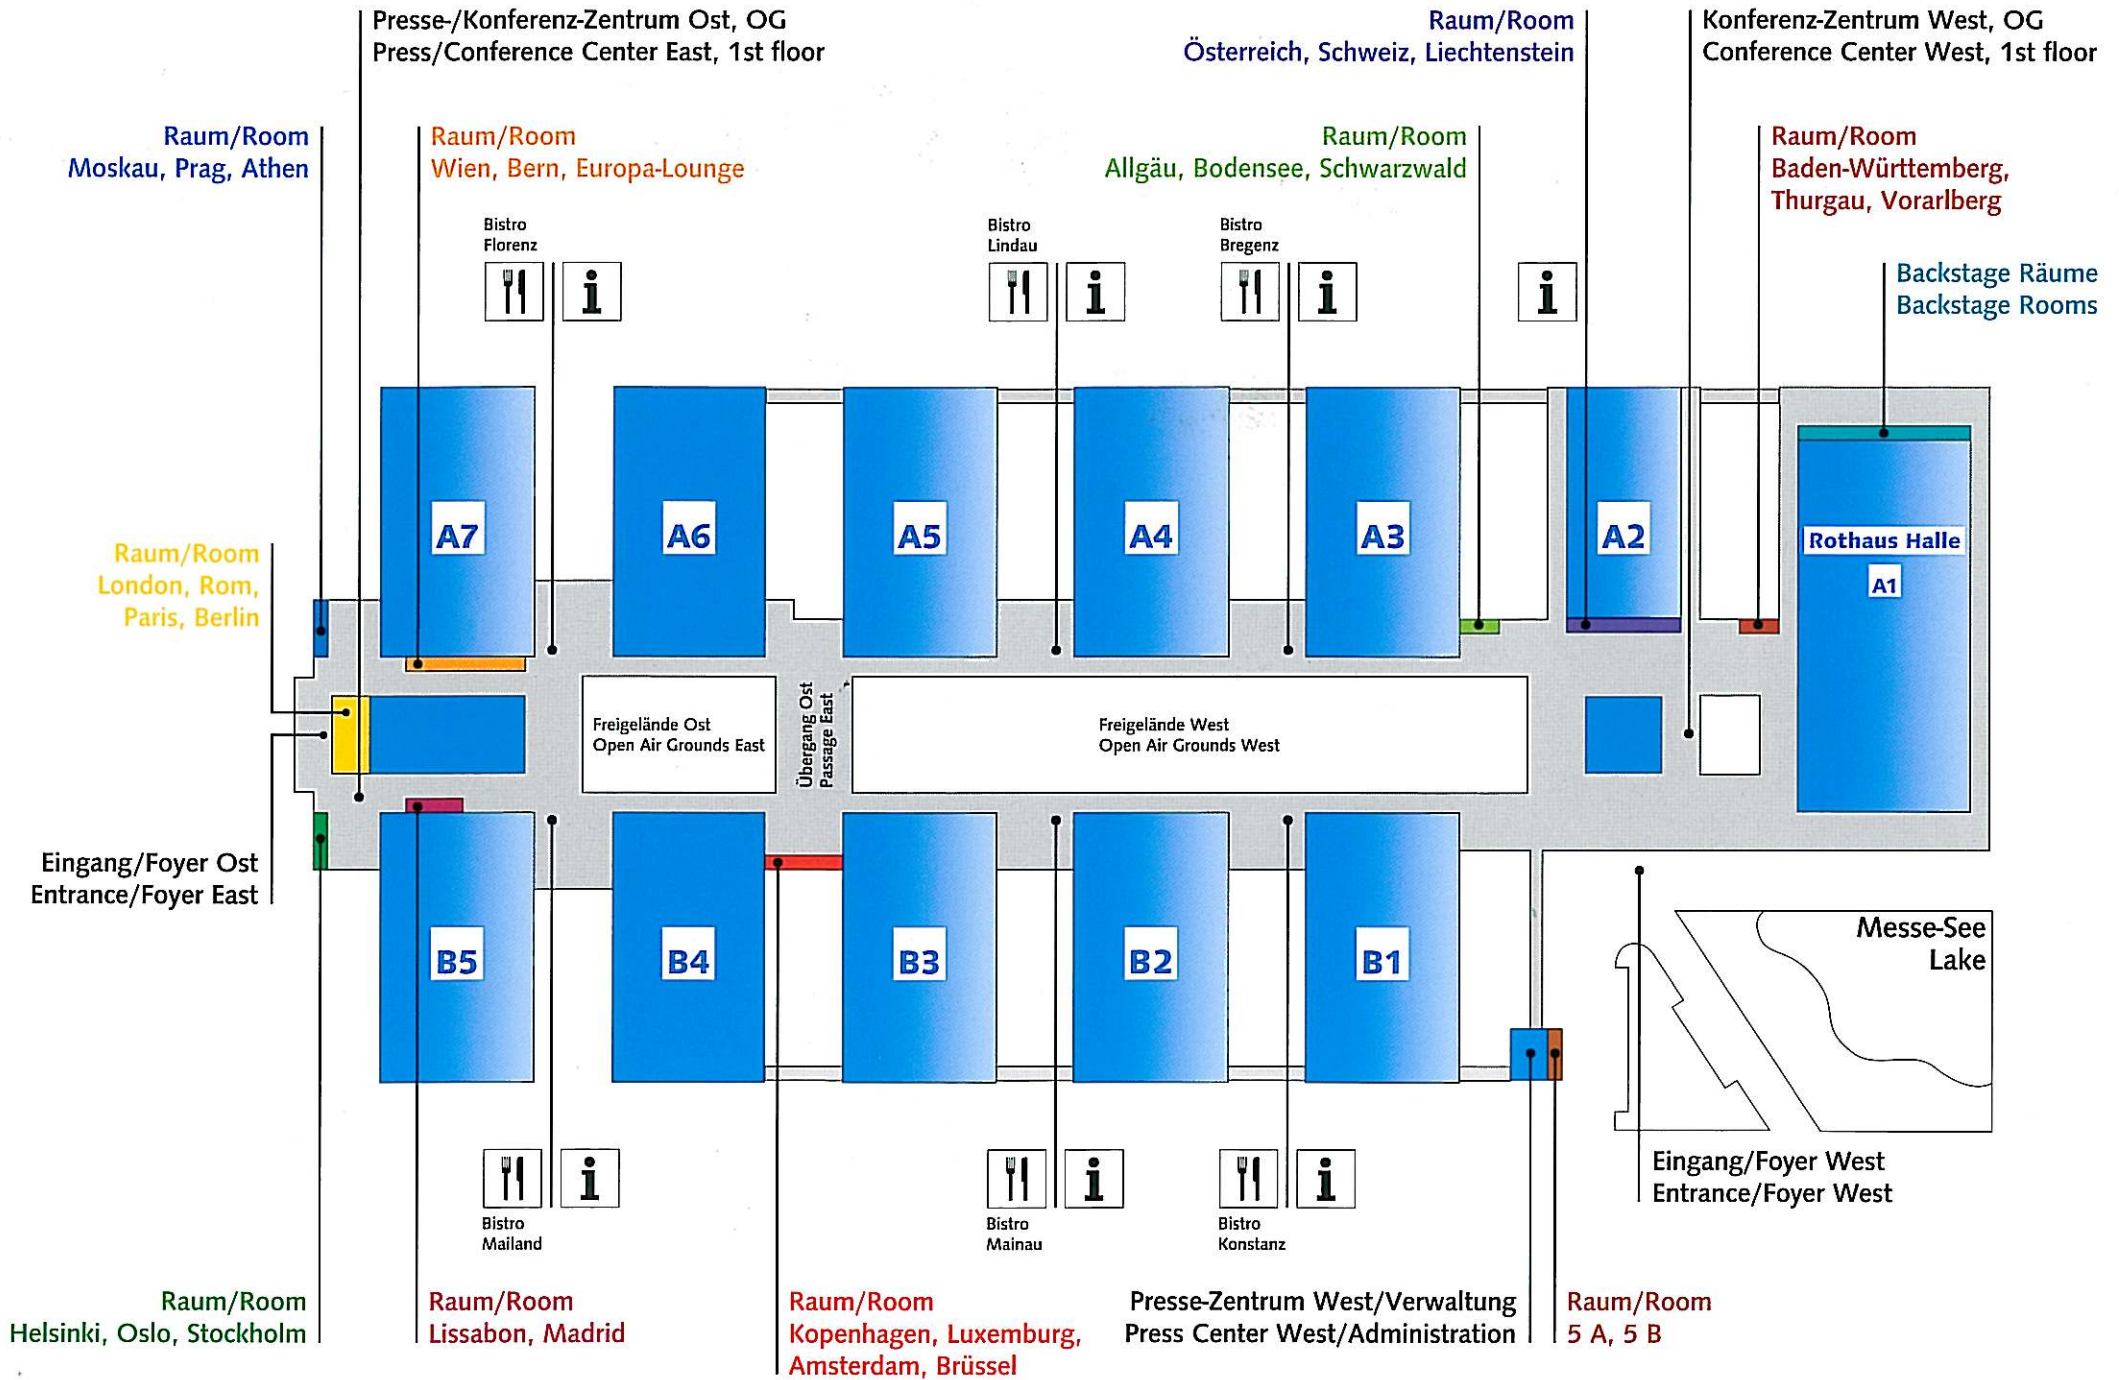 Presse-/Konferenz-Zentrum Ost, OG
Press/Conference Center East, 1st floor
Raum/Room
Österreich, Schweiz, Liechtenstein
Konferenz-Zentrum West, OG
Conference Center West, 1st floor
Raum/Room
Moskau, Prag, Athen
Raum/Room
Wien, Bern, Europa-Lounge
Raum/Room
Allgäu, Bodensee, Schwarzwald
Raum/Room
Baden-Württemberg,
Thurgau, Vorarlberg
Bistro
Florenz
i
Bistro
Lindau
i
Bistro
Bregenz
i
i
Backstage Räume
Backstage Rooms
A7
A6
A5
A4
A3
A2
Rothaus Halle
A1
Raum/Room
London, Rom,
Paris, Berlin
Freigelände Ost
Open Air Grounds East
Übergang Ost
Passage East
Freigelände West
Open Air Grounds West
Eingang/Foyer Ost
Entrance/Foyer East
B5
B4
B3
B2
B1
Messe-See
Lake
i
Bistro
Mailand
i
Bistro
Mainau
i
Bistro
Konstanz
Eingang/Foyer West
Entrance/Foyer West
Raum/Room
Helsinki, Oslo, Stockholm
Raum/Room
Lissabon, Madrid
Raum/Room
Kopenhagen, Luxemburg,
Amsterdam, Brüssel
Presse-Zentrum West/Verwaltung
Press Center West/Administration
Raum/Room
5 A, 5 B